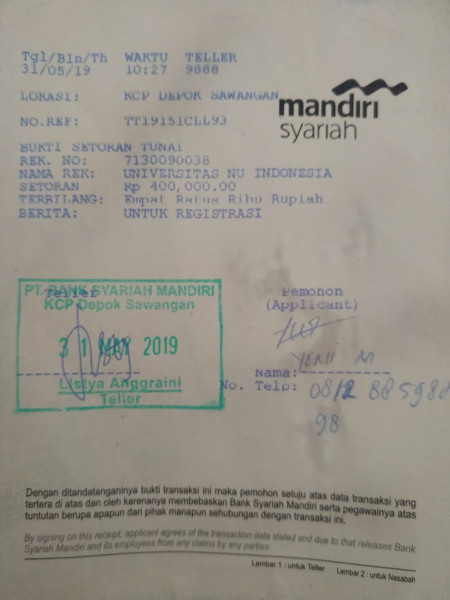 Tgl/Bln/Th WAKTU TELLER
31/05/19 10:27 9888
LOKASI: KCP DEPOK SAWANGAN
mandiri
syariah
NO.REF: TT19151CLL93
BUKTI SETORAN TUNAI
REK. NO: 7130090038
NAMA REK: UNIVERSITAS NU INDONESIA
SETORAN Rp 400,000.00
TERBILANG: Empat Ratus Ribu Rupiah
BERITA: UNTUK REGISTRASI
PT. BANK SYARIAH MANDIRI
Teller
KCP Depok Sawangan
31 MAY 2019
Listya Anggraini
Teller
Pemohon
(Applicant)
Nama: YENI M
No. Telp: 0812 885980
98
Dengan ditandatanganinya bukti transaksi ini maka pemohon setuju atas data transaksi yang
tertera di atas dan oleh karenanya membebaskan Bank Syariah Mandiri serta pegawainya atas
tuntutan berupa apapun dari pihak manapun sehubungan dengan transaksi ini.
By signing on this receipt, applicant agrees of the transaction data stated and due to that releases Bank
Syariah Mandiri and its employees from any claims by any parties
Lembar 1 : untuk Teller Lembar 2 : untuk Nasabah